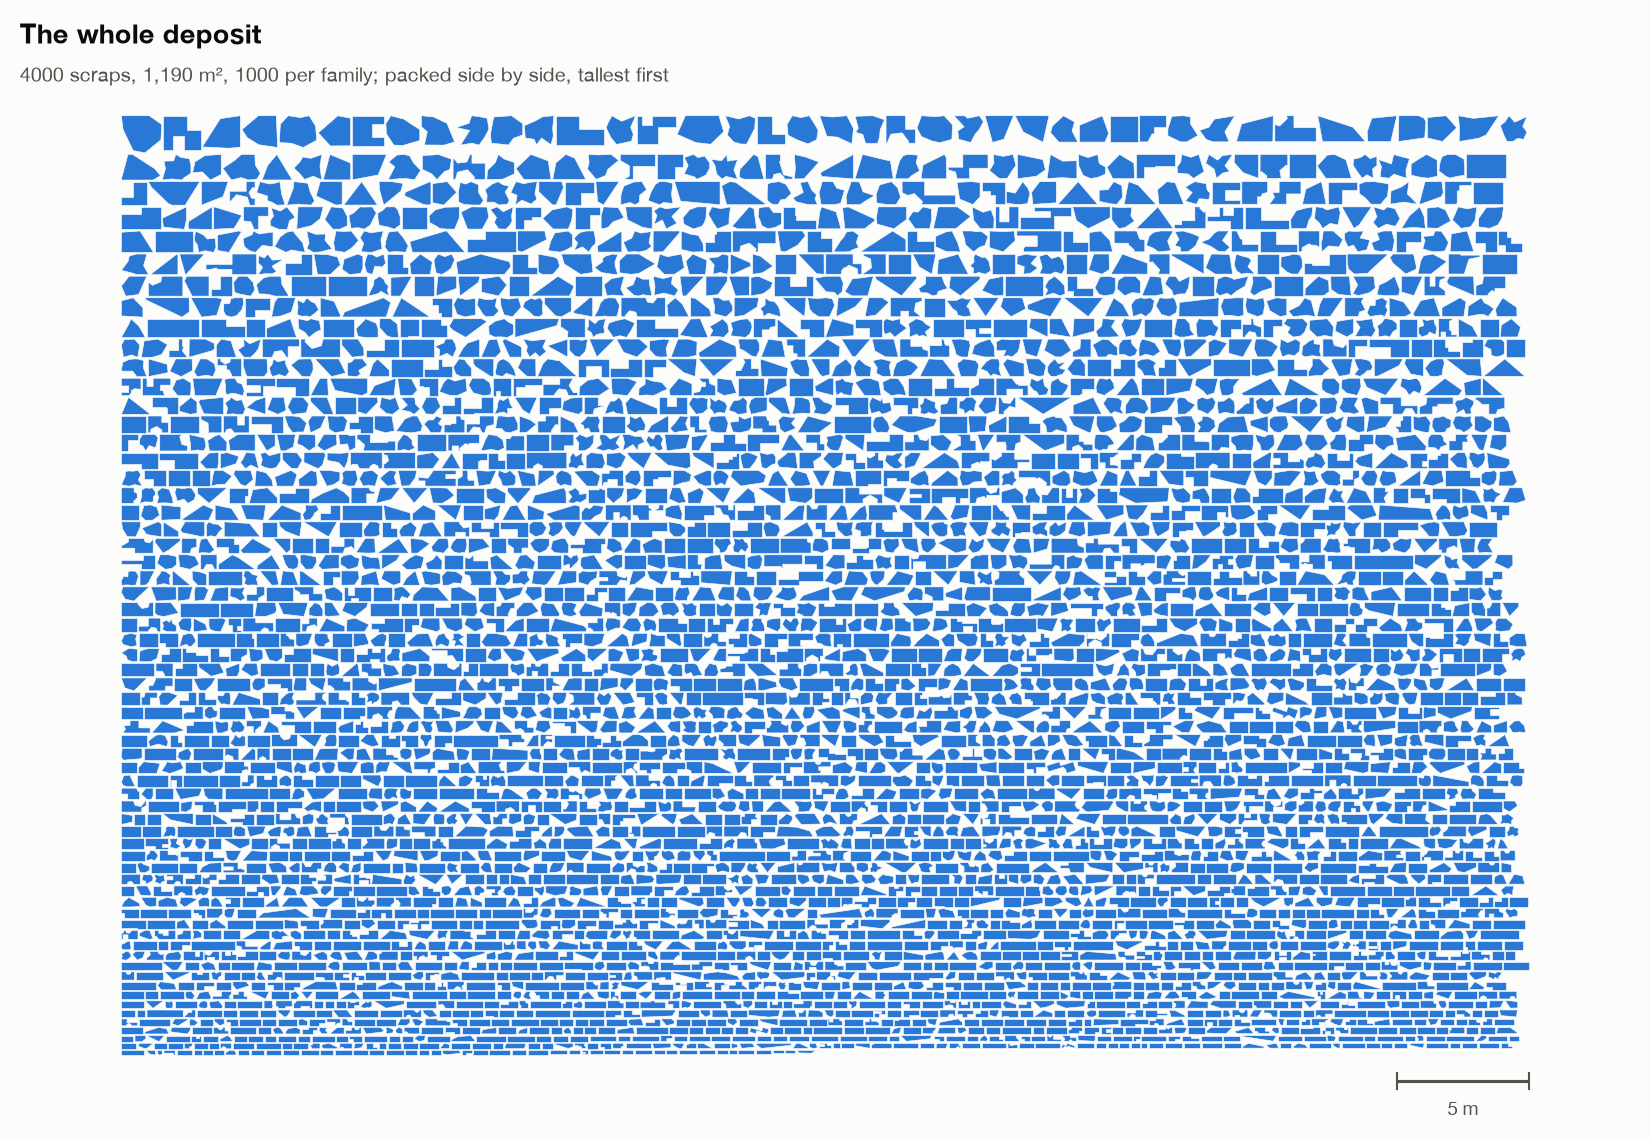 The whole deposit
4000 scraps, 1,190 m², 1000 per family; packed side by side, tallest first
5 m